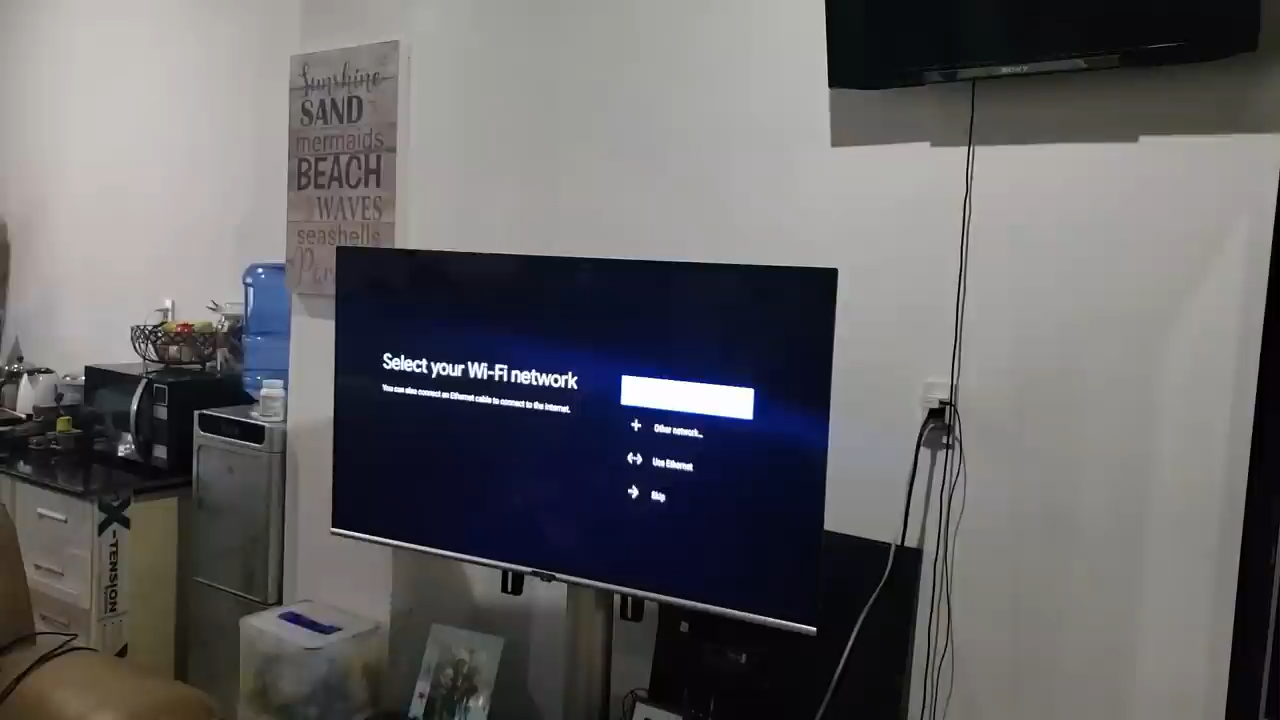 Sunshine
SAND
mermaids
BEACH
WAVES
seashells
SONY
Select your Wi-Fi network
You can also connect an Ethernet cable to connect to the internet.
Other network...
Use Ethernet
Skip
X-TENSION